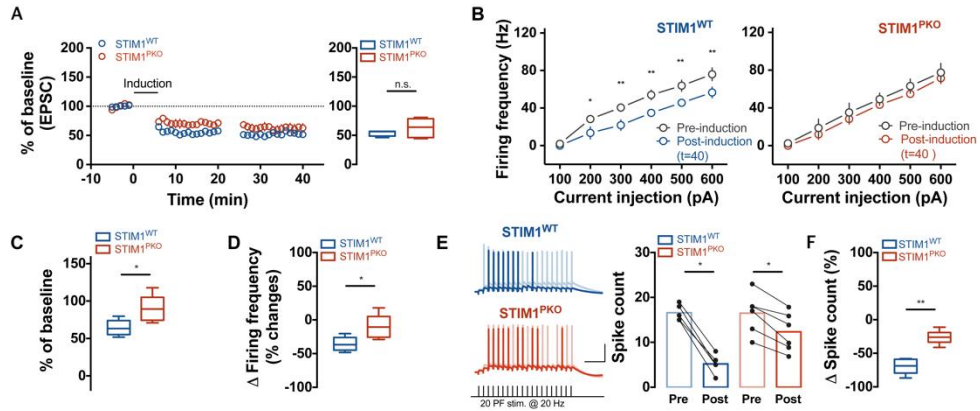 A
STIM1WT
STIM1PKO
Induction
% of baseline
(EPSC)
200
150
100
50
0
-10 0 10 20 30 40
Time (min)
STIM1WT
STIM1PKO
n.s.
200
150
100
50
0
B
STIM1WT
Firing frequency (Hz)
100
80
60
40
20
0
* ** ** ** **
Pre-induction
Post-induction
(t=40)
100 200 300 400 500 600
Current injection (pA)
STIM1PKO
Pre-induction
Post-induction
(t=40 )
100 200 300 400 500 600
Current injection (pA)
C
STIM1WT
STIM1PKO
*
% of baseline
150
100
50
0
D
STIM1WT
STIM1PKO
*
Δ Firing frequency
(% changes)
100
50
0
-50
-100
E
STIM1WT
STIM1PKO
20 PF stim. @ 20 Hz
STIM1WT
STIM1PKO
* *
Spike count
30
20
10
0
Pre Post Pre Post
F
STIM1WT
STIM1PKO
**
Δ Spike count (%)
100
50
0
-50
-100